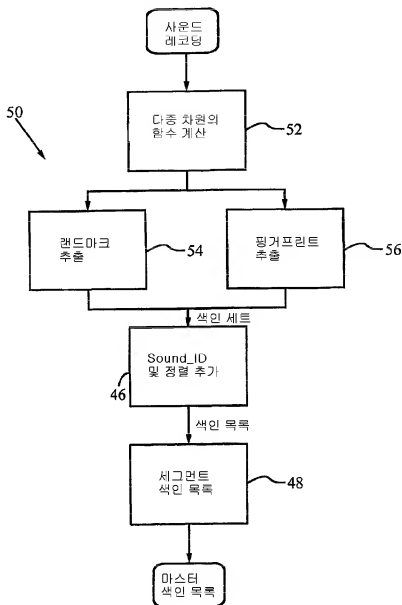 사운드
레코딩
50
다중 차원의
함수 계산
52
랜드마크
추출
54
핑거프린트
추출
56
색인 세트
Sound_ID
및 정렬 추가
46
색인 목록
세그먼트
색인 목록
48
마스터
색인 목록